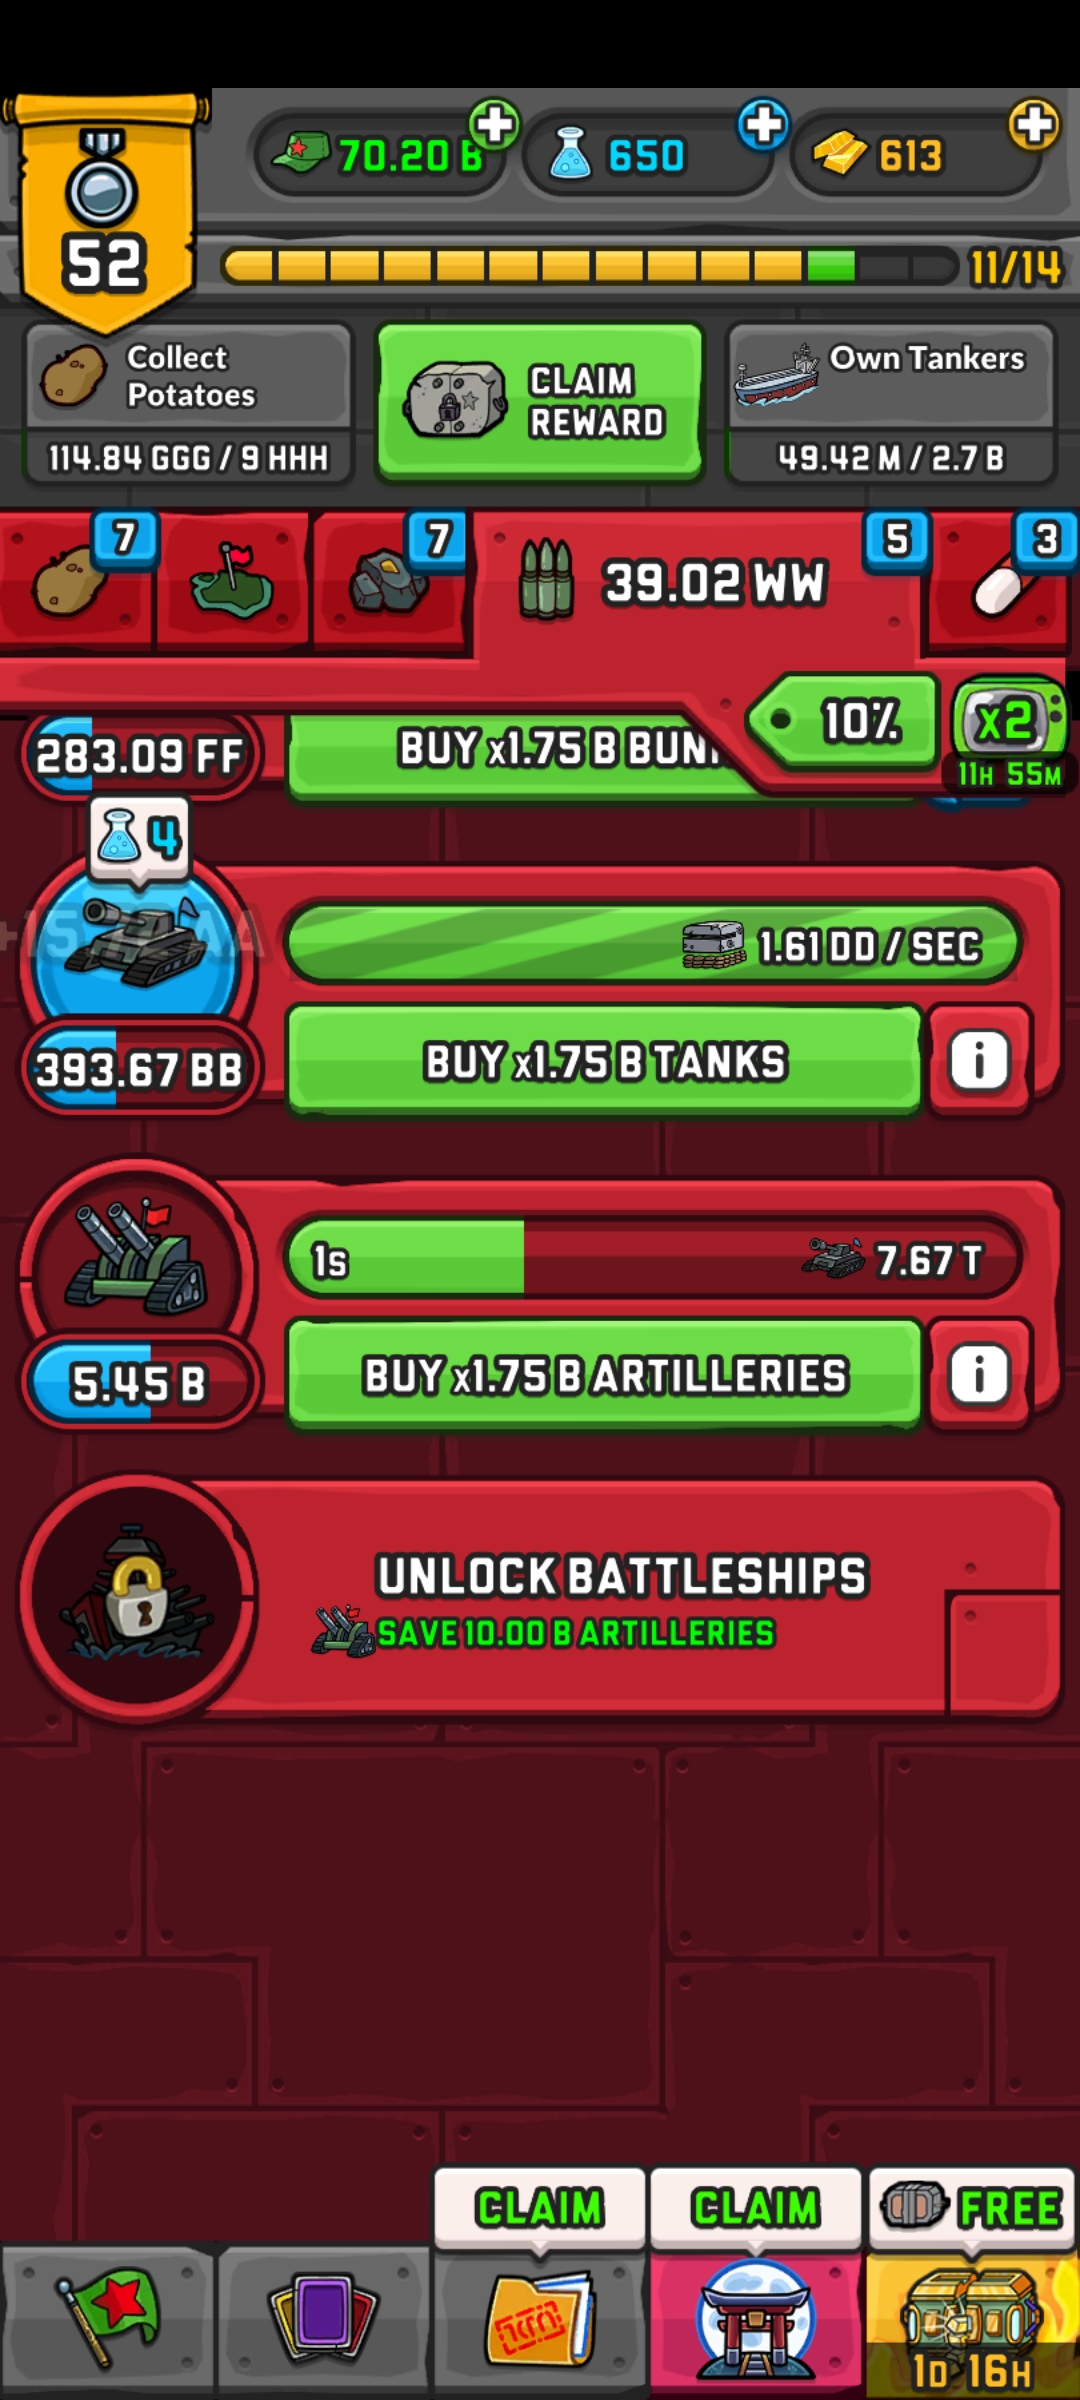 70.20 B
650
613
52
11/14
Collect
Potatoes
114.84 GGG / 9 HHH
CLAIM
REWARD
Own Tankers
49.42 M / 2.7 B
7
7
39.02 WW
5
3
10%
x2
11H 55M
283.09 FF
BUY x1.75 B
4
1.61 DD / SEC
393.67 BB
BUY x1.75 B TANKS
i
1s
7.67 T
5.45 B
BUY x1.75 B ARTILLERIES
i
UNLOCK BATTLESHIPS
SAVE 10.00 B ARTILLERIES
CLAIM
CLAIM
FREE
1D 16H